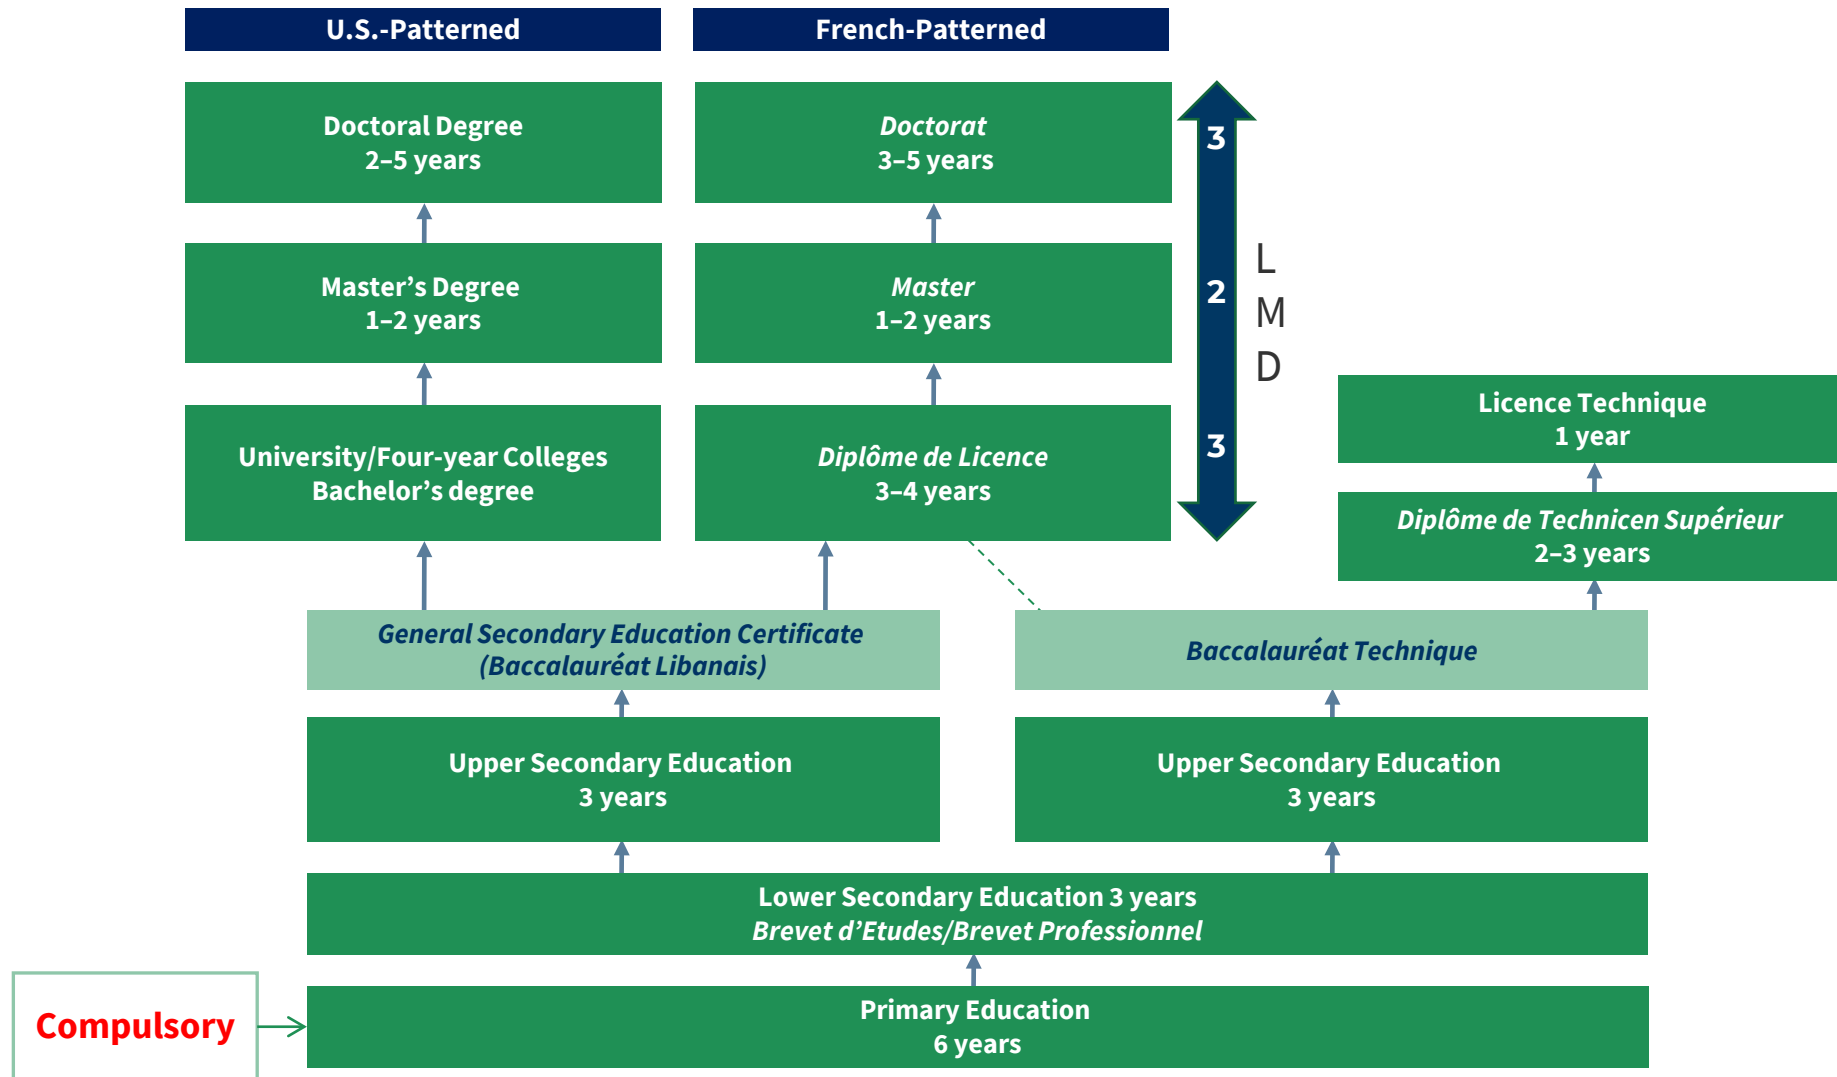 U.S.-Patterned
French-Patterned
Doctoral Degree
2–5 years
Doctorat
3–5 years
3
Master’s Degree
1–2 years
Master
1–2 years
2
L
M
D
University/Four-year Colleges
Bachelor’s degree
Diplôme de Licence
3–4 years
3
Licence Technique
1 year
Diplôme de Technicen Supérieur
2–3 years
General Secondary Education Certificate
(Baccalauréat Libanais)
Baccalauréat Technique
Upper Secondary Education
3 years
Upper Secondary Education
3 years
Lower Secondary Education 3 years
Brevet d’Etudes/Brevet Professionnel
Compulsory
Primary Education
6 years